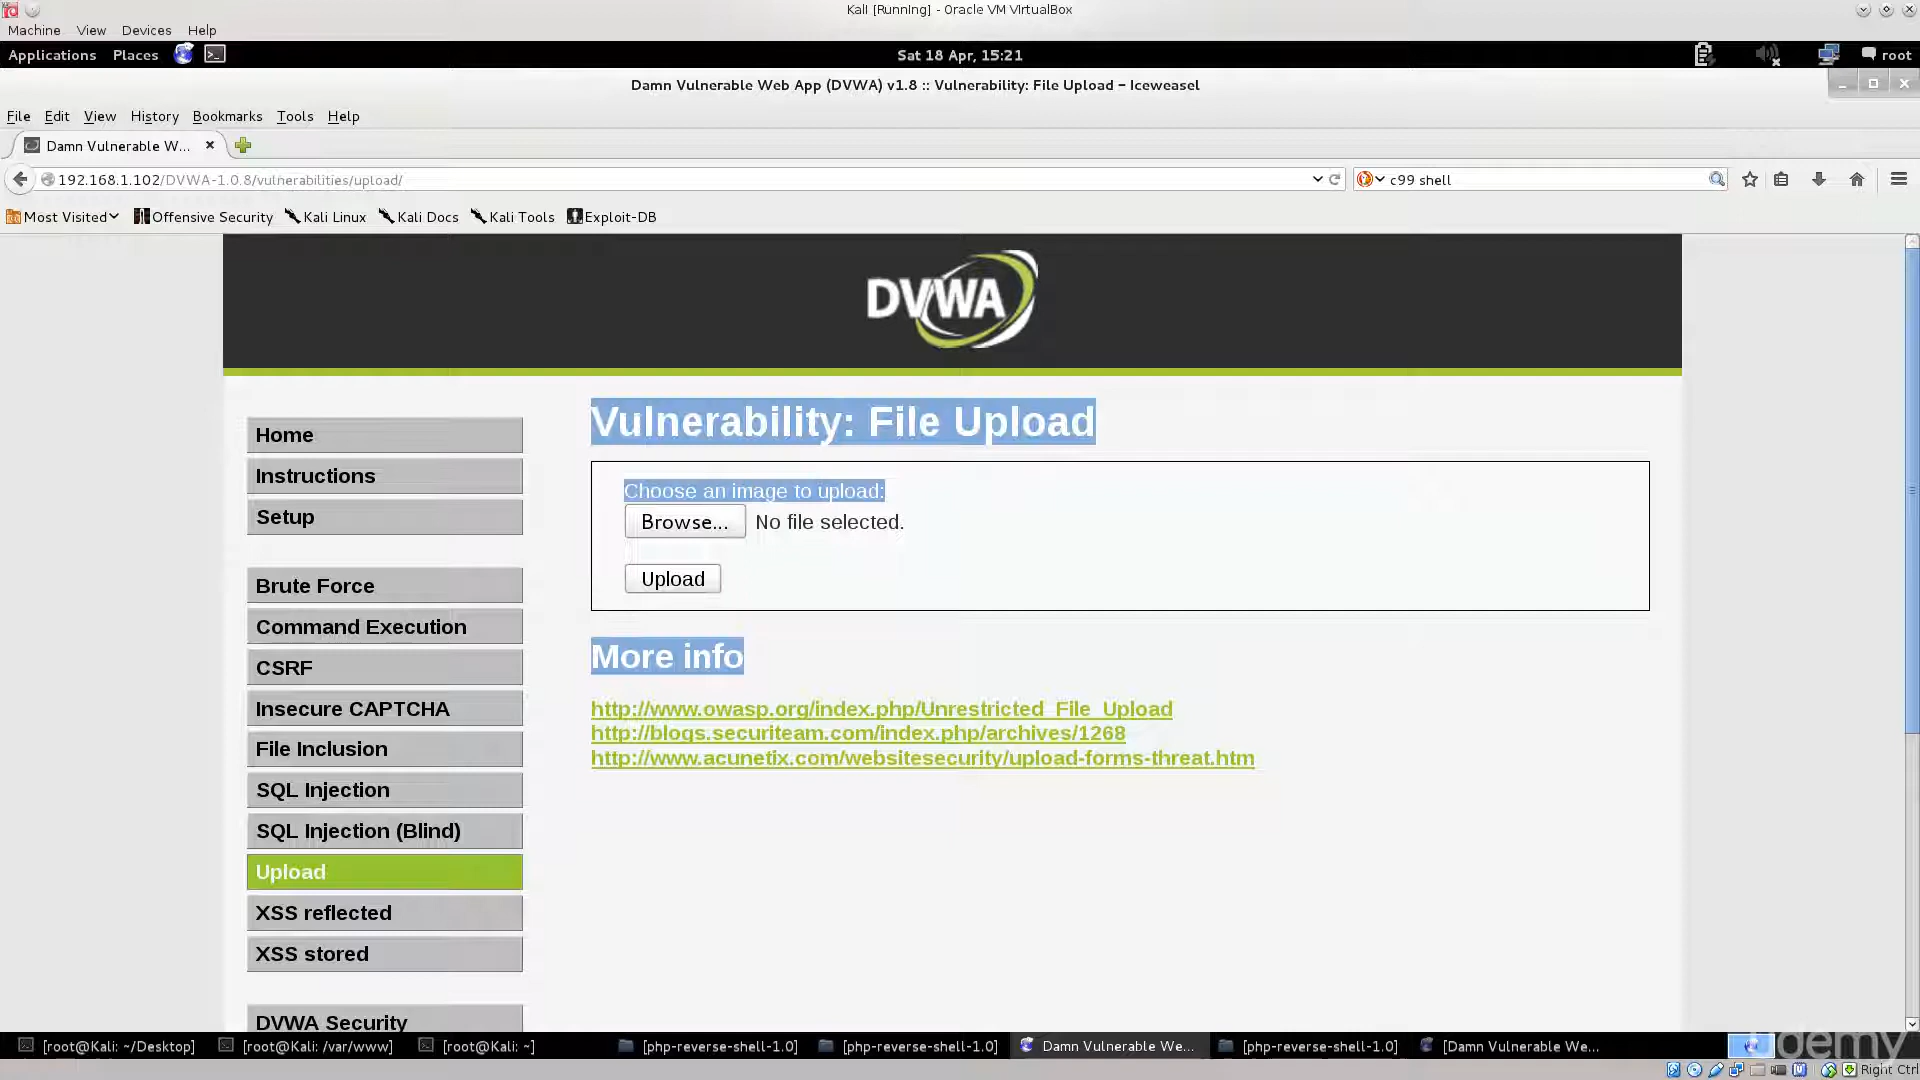 Kali [Running] - Oracle VM VirtualBox
Machine View Devices Help
Applications Places Sat 18 Apr, 15:21 root
Damn Vulnerable Web App (DVWA) v1.8 :: Vulnerability: File Upload – Iceweasel
File Edit View History Bookmarks Tools Help
Damn Vulnerable W...
192.168.1.102/DVWA-1.0.8/vulnerabilities/upload/ c99 shell
Most Visited Offensive Security Kali Linux Kali Docs Kali Tools Exploit-DB
DVWA
Vulnerability: File Upload
Choose an image to upload:
Browse... No file selected.
Upload
More info
http://www.owasp.org/index.php/Unrestricted_File_Upload
http://blogs.securiteam.com/index.php/archives/1268
http://www.acunetix.com/websitesecurity/upload-forms-threat.htm
Home
Instructions
Setup
Brute Force
Command Execution
CSRF
Insecure CAPTCHA
File Inclusion
SQL Injection
SQL Injection (Blind)
Upload
XSS reflected
XSS stored
DVWA Security
[root@Kali: ~/Desktop] [root@Kali: /var/www] [root@Kali: ~] [php-reverse-shell-1.0] [php-reverse-shell-1.0] Damn Vulnerable We... [php-reverse-shell-1.0] [Damn Vulnerable We...
udemy
Right Ctrl